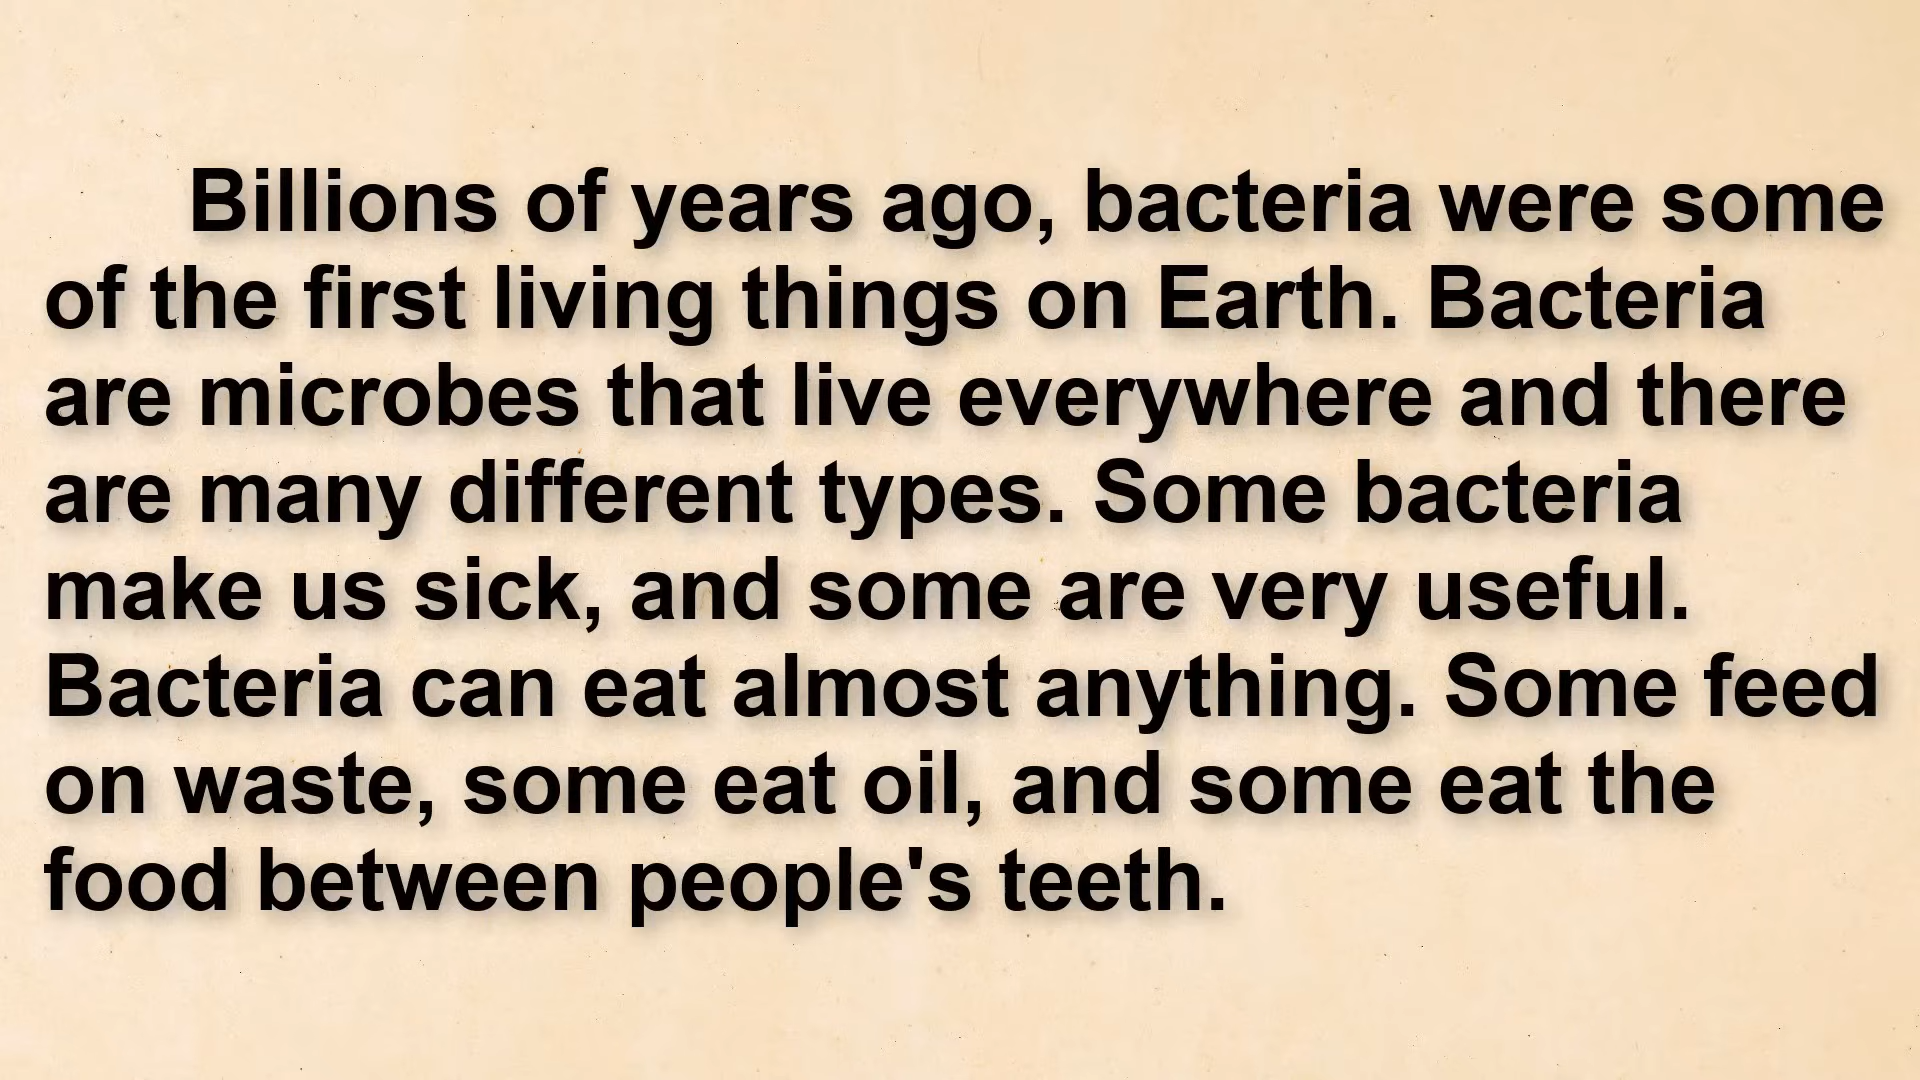 Billions of years ago, bacteria were some
of the first living things on Earth. Bacteria
are microbes that live everywhere and there
are many different types. Some bacteria
make us sick, and some are very useful.
Bacteria can eat almost anything. Some feed
on waste, some eat oil, and some eat the
food between people's teeth.